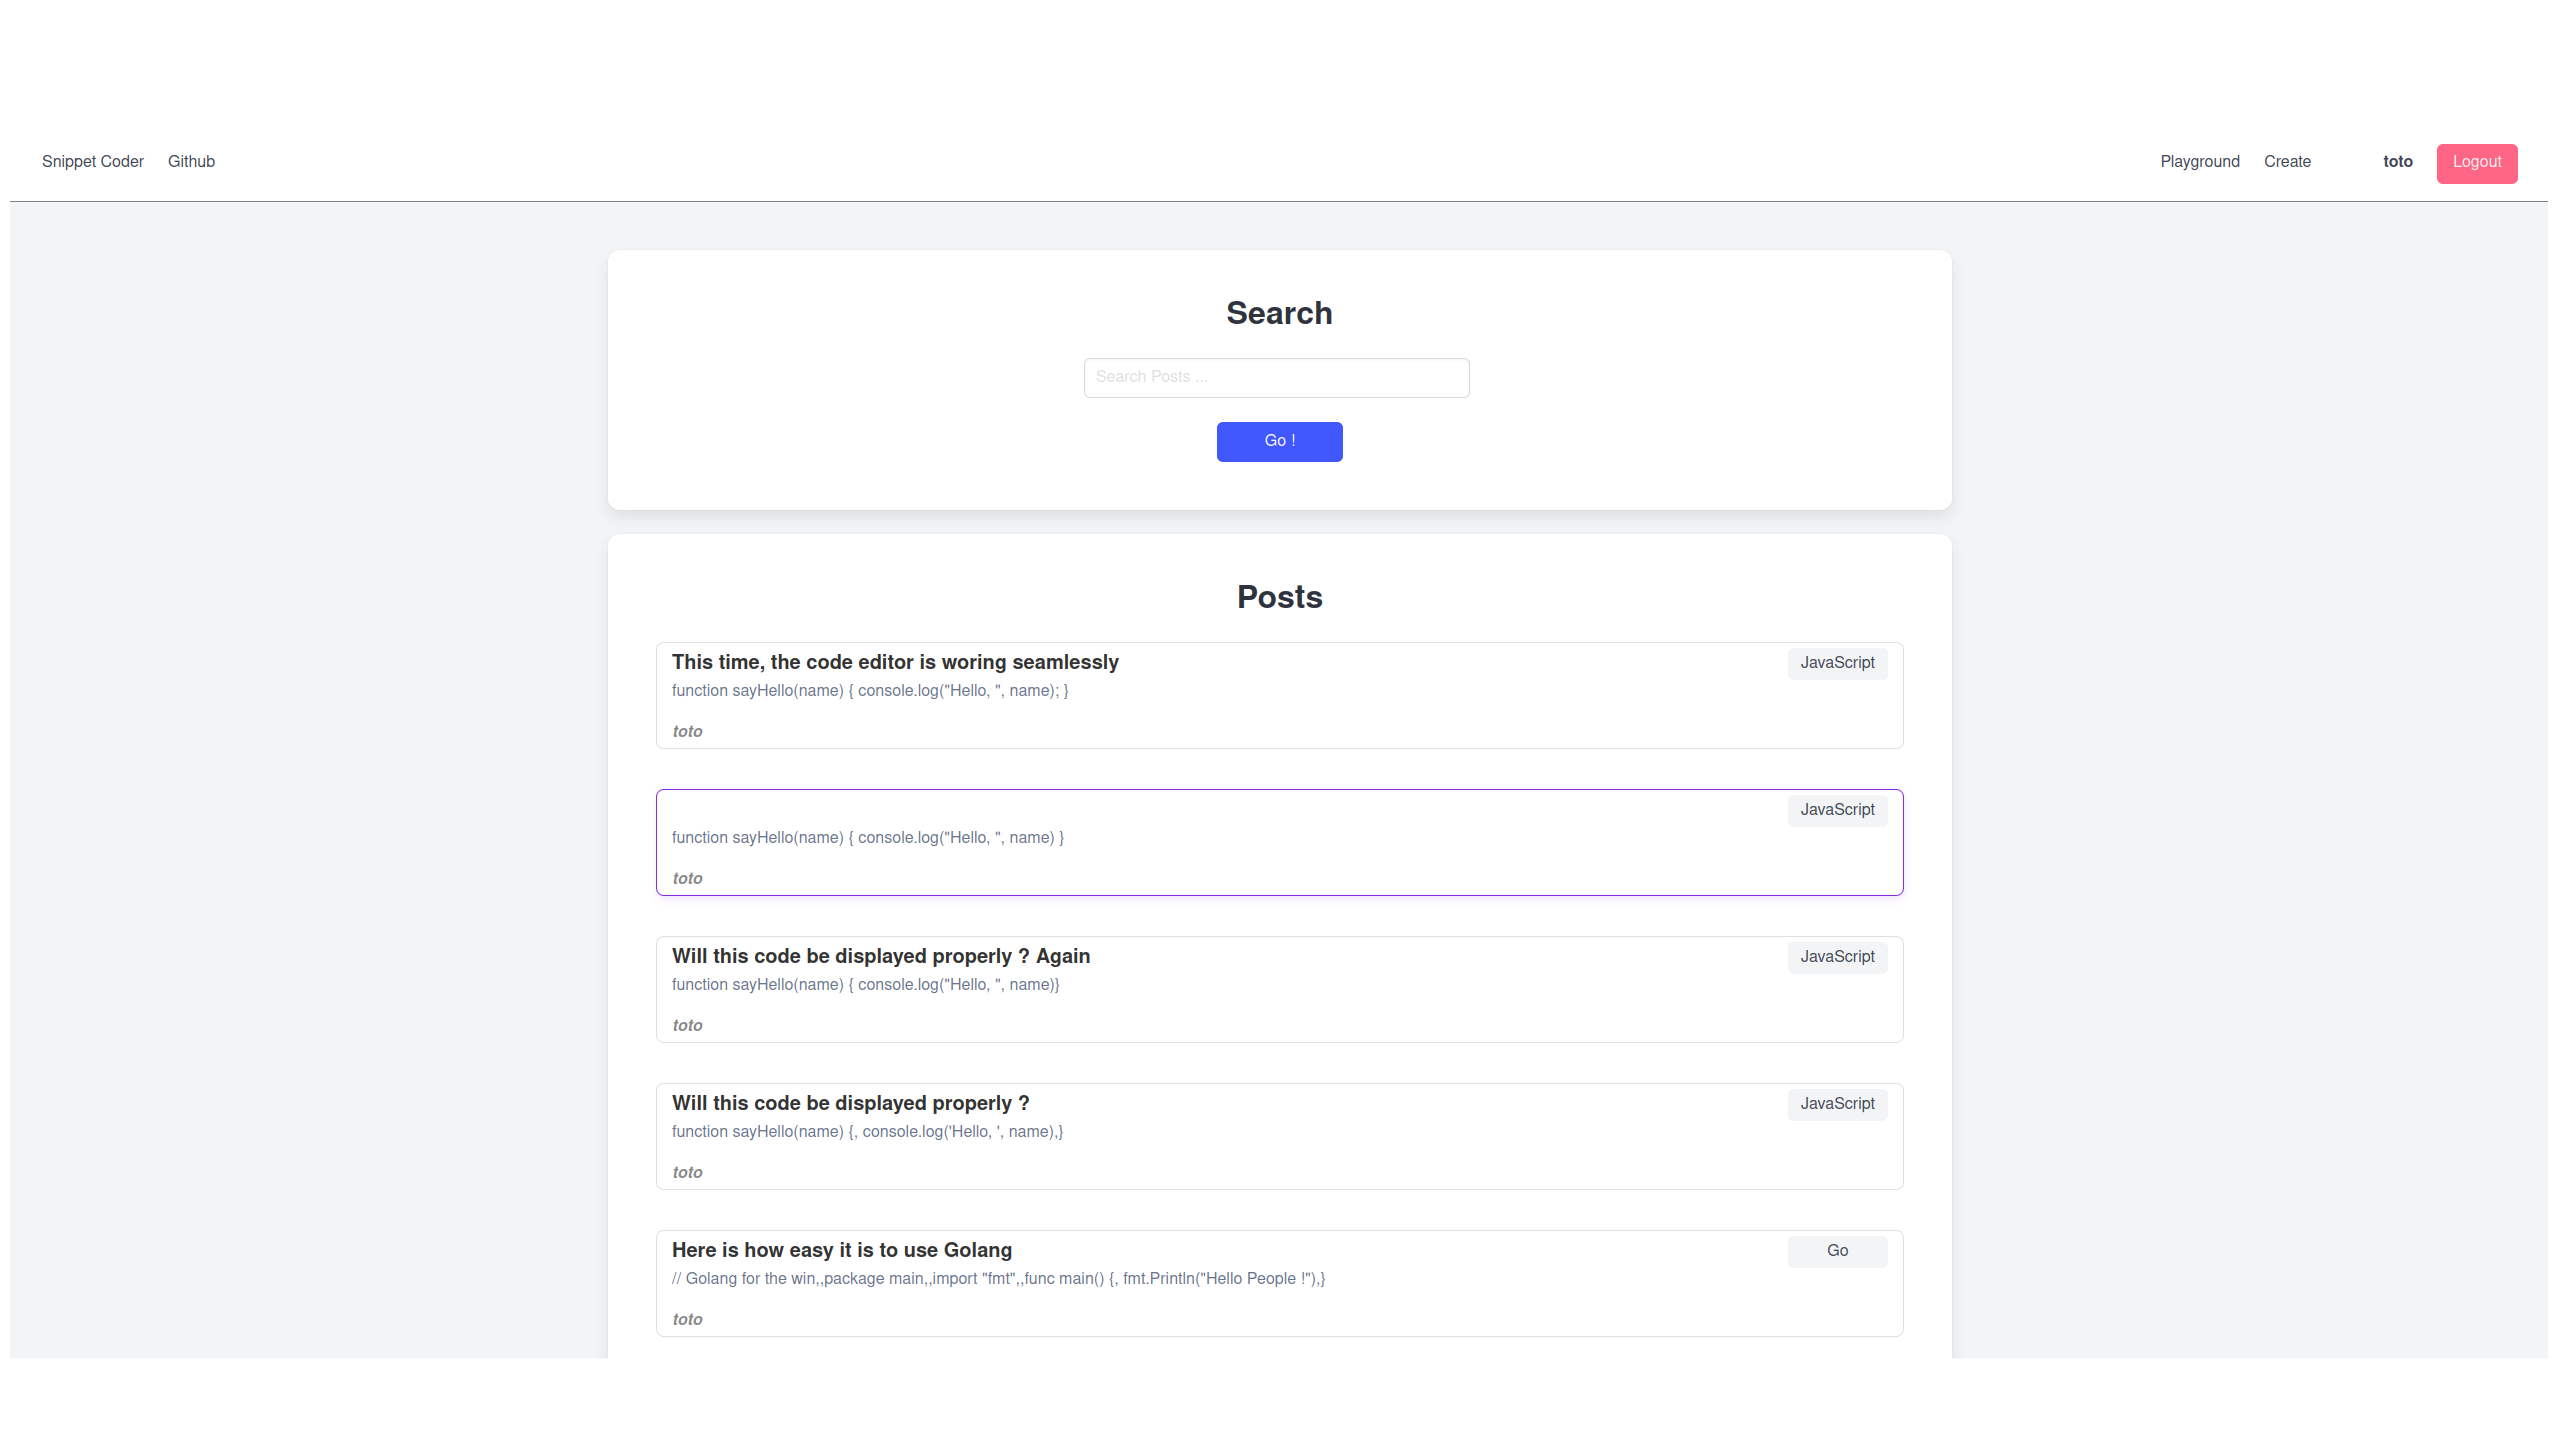 Snippet Coder Github Playground Create toto Logout
Search
Search Posts ...
Go !
Posts
This time, the code editor is woring seamlessly JavaScript
function sayHello(name) { console.log("Hello, ", name); }
toto
JavaScript
function sayHello(name) { console.log("Hello, ", name) }
toto
Will this code be displayed properly ? Again JavaScript
function sayHello(name) { console.log("Hello, ", name)}
toto
Will this code be displayed properly ? JavaScript
function sayHello(name) {, console.log('Hello, ', name),}
toto
Here is how easy it is to use Golang Go
// Golang for the win,,package main,,import "fmt",,func main() {, fmt.Println("Hello People !"),}
toto